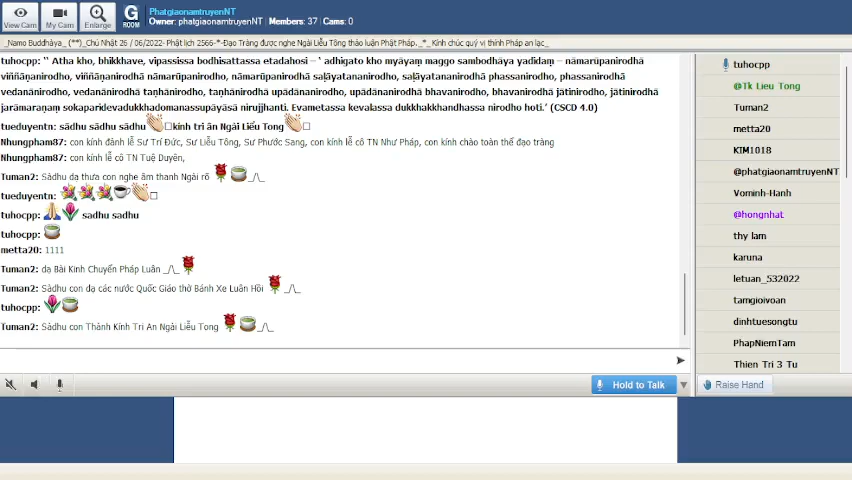 View Cam
My Cam
Enlarge
G
ROOM
PhatgiaonamtruyenNT
Owner: phatgiaonamtruyenNT | Members: 37 | Cams: 0
_Namo Buddhàya_ (**)_Chủ Nhật 26 / 06/2022- Phật lịch 2566-*-Đạo Tràng được nghe Ngài Liễu Tông thảo luận Phật Pháp. _*_ Kính chúc quý vị thính Pháp an lạc_
tuhocpp: “ Atha kho, bhikkhave, vipassissa bodhisattassa etadahosi – ‘ adhigato kho myāyaṃ maggo sambodhāya yadidaṃ – nāmarūpanirodhā
viññāṇanirodho, viññāṇanirodhā nāmarūpanirodho, nāmarūpanirodhā saḷāyatananirodho, saḷāyatananirodhā phassanirodho, phassanirodhā
vedanānirodho, vedanānirodhā taṇhānirodho, taṇhānirodhā upādānanirodho, upādānanirodhā bhavanirodho, bhavanirodhā jātinirodho, jātinirodhā
jarāmaraṇaṃ sokaparidevadukkhadomanassupāyāsā nirujjhanti. Evametassa kevalassa dukkhakkhandhassa nirodho hoti.’ (CSCD 4.0)
tueduyentn: sādhu sādhu sādhu kính tri ân Ngài Liễu Tong
Nhungpham87: con kính đảnh lễ Sư Trí Đức, Sư Liễu Tông, Sư Phước Sang, con kính lễ cô TN Như Pháp, con kính chào toàn thể đạo tràng
Nhungpham87: con kính lễ cô TN Tuệ Duyên,
Tuman2: Sàdhu dạ thưa con nghe âm thanh Ngài rõ _/\_
tueduyentn:
tuhocpp: sadhu sadhu
tuhocpp:
metta20: 1111
Tuman2: dạ Bài Kinh Chuyển Pháp Luân _/\_
Tuman2: Sàdhu con dạ các nước Quốc Giáo thờ Bánh Xe Luân Hồi _/\_
tuhocpp:
Tuman2: Sàdhu con Thành Kính Tri Ân Ngài Liễu Tong _/\_
Hold to Talk
tuhocpp
@Tk Lieu Tong
Tuman2
metta20
KIM1018
@phatgiaonamtruyenNT
Vominh-Hanh
@hongnhat
thy lam
karuna
letuan_532022
tamgioivoan
dinhtuesongtu
PhapNiemTam
Thien Tri 3 Tu
Raise Hand